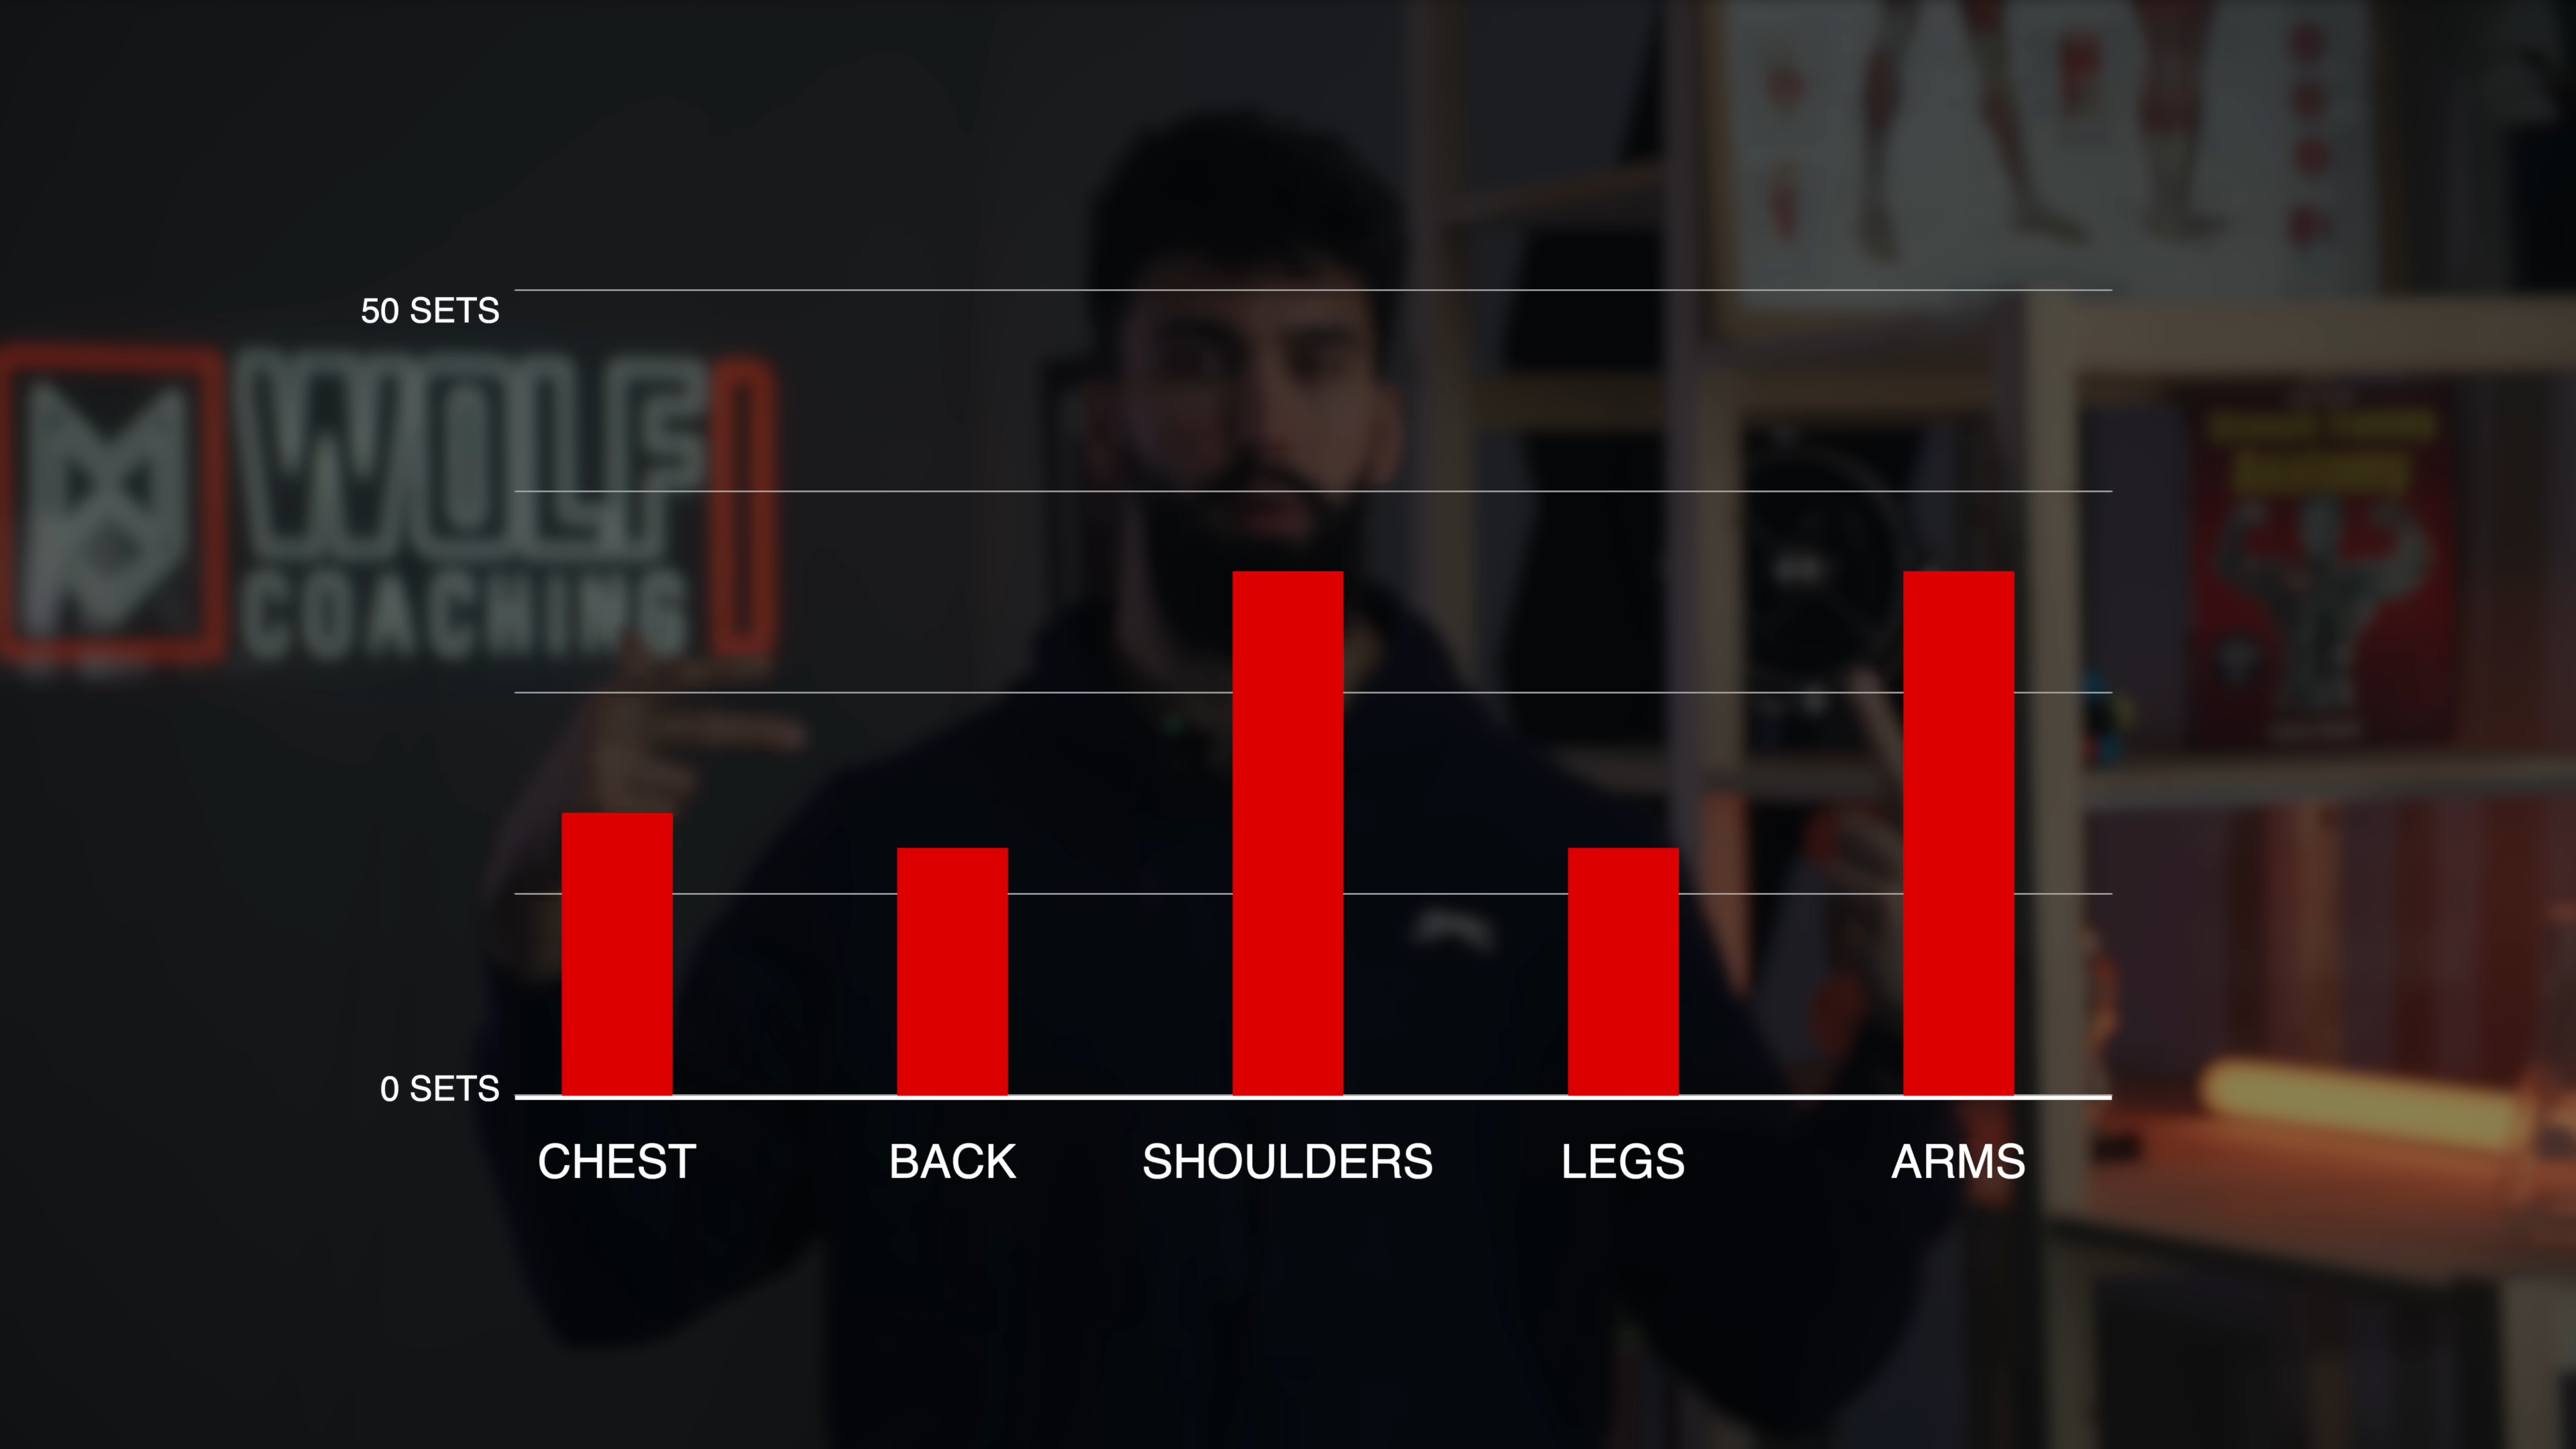 50 SETS
WOLF
COACHING
0 SETS
CHEST
BACK
SHOULDERS
LEGS
ARMS